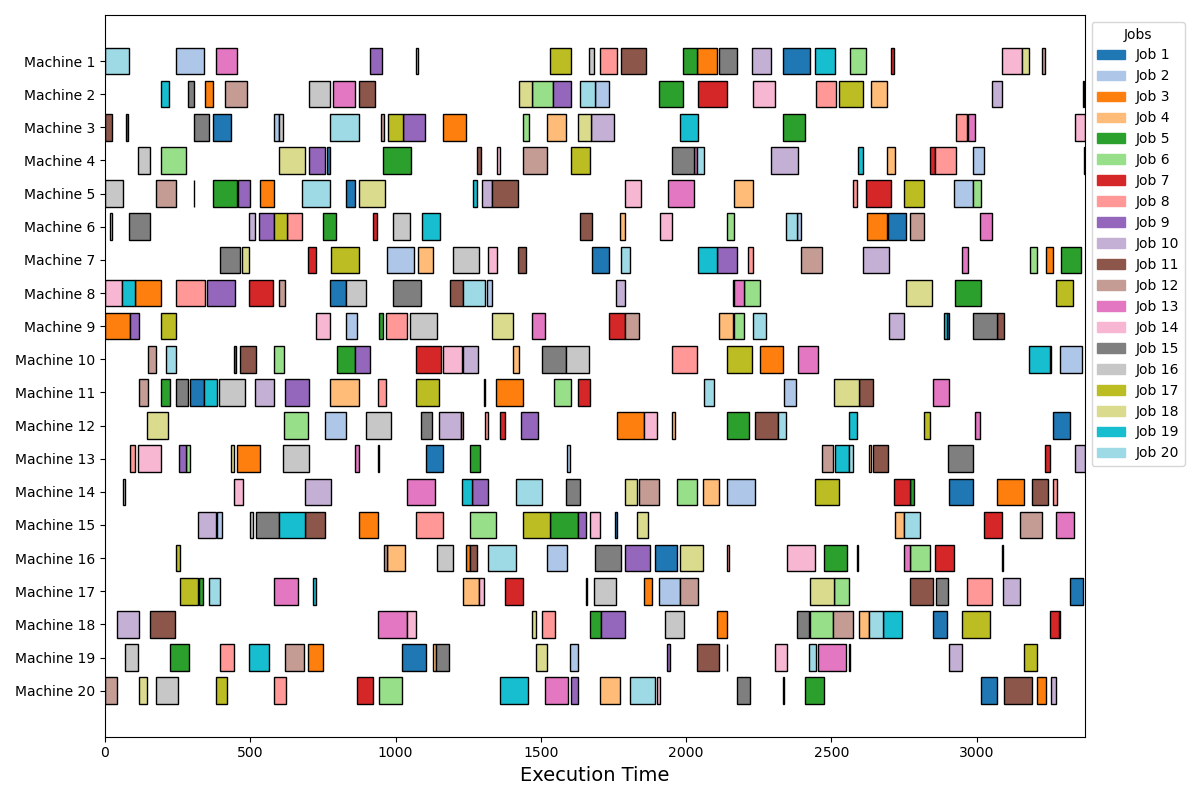 Machine 1
Machine 2
Machine 3
Machine 4
Machine 5
Machine 6
Machine 7
Machine 8
Machine 9
Machine 10
Machine 11
Machine 12
Machine 13
Machine 14
Machine 15
Machine 16
Machine 17
Machine 18
Machine 19
Machine 20
0 500 1000 1500 2000 2500 3000
Execution Time
Jobs
Job 1
Job 2
Job 3
Job 4
Job 5
Job 6
Job 7
Job 8
Job 9
Job 10
Job 11
Job 12
Job 13
Job 14
Job 15
Job 16
Job 17
Job 18
Job 19
Job 20